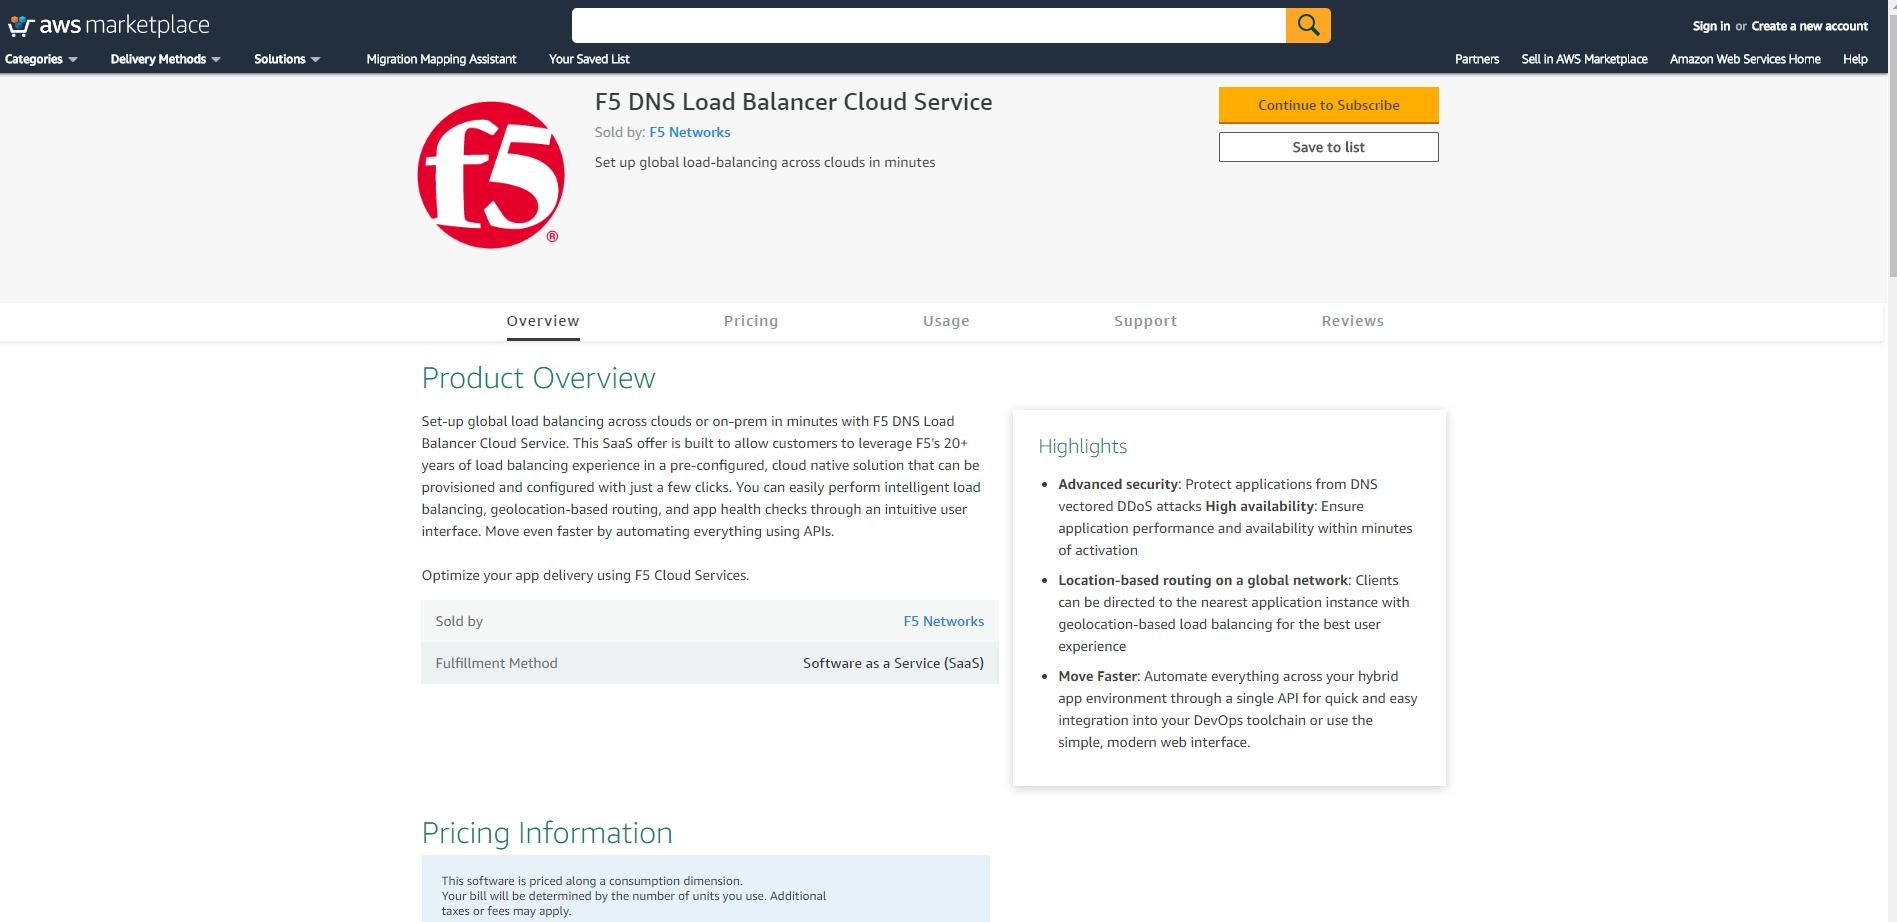 aws marketplace
Sign in or Create a new account
Categories
Delivery Methods
Solutions
Migration Mapping Assistant
Your Saved List
Partners
Sell in AWS Marketplace
Amazon Web Services Home
Help
f5
®
F5 DNS Load Balancer Cloud Service
Sold by: F5 Networks
Set up global load-balancing across clouds in minutes
Continue to Subscribe
Save to list
Overview
Pricing
Usage
Support
Reviews
Product Overview
Set-up global load balancing across clouds or on-prem in minutes with F5 DNS Load
Balancer Cloud Service. This SaaS offer is built to allow customers to leverage F5's 20+
years of load balancing experience in a pre-configured, cloud native solution that can be
provisioned and configured with just a few clicks. You can easily perform intelligent load
balancing, geolocation-based routing, and app health checks through an intuitive user
interface. Move even faster by automating everything using APIs.
Optimize your app delivery using F5 Cloud Services.
Sold by
F5 Networks
Fulfillment Method
Software as a Service (SaaS)
Highlights
• Advanced security: Protect applications from DNS
vectored DDoS attacks High availability: Ensure
application performance and availability within minutes
of activation
• Location-based routing on a global network: Clients
can be directed to the nearest application instance with
geolocation-based load balancing for the best user
experience
• Move Faster: Automate everything across your hybrid
app environment through a single API for quick and easy
integration into your DevOps toolchain or use the
simple, modern web interface.
Pricing Information
This software is priced along a consumption dimension.
Your bill will be determined by the number of units you use. Additional
taxes or fees may apply.